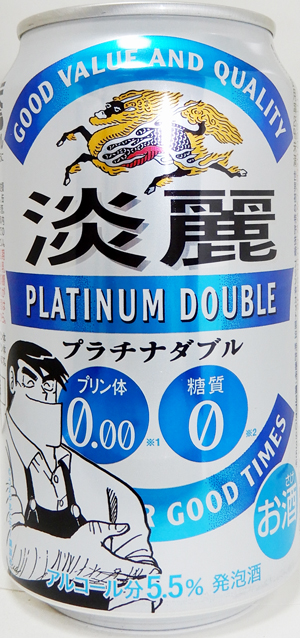 GOOD VALUE AND QUALITY
淡麗
PLATINUM DOUBLE
プラチナダブル
プリン体
0.00
※1
糖質
0
※2
GOOD TIMES
お酒
アルコール分5.5% 発泡酒